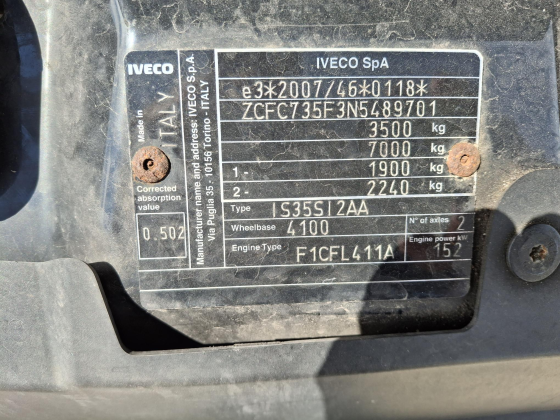 IVECO
IVECO SpA
Made in
ITALY
Manufacturer name and address: IVECO S.p.A.
Via Puglia 35 - 10156 Torino - ITALY
e3*2007/46*0118*
ZCFC735F3N5489701
3500 kg
7000 kg
1 - 1900 kg
2 - 2240 kg
Corrected
absorption
value
0.502
Type IS35SI2AA
Wheelbase 4100
N° of axles 2
Engine Type F1CFL411A
Engine power kW
152